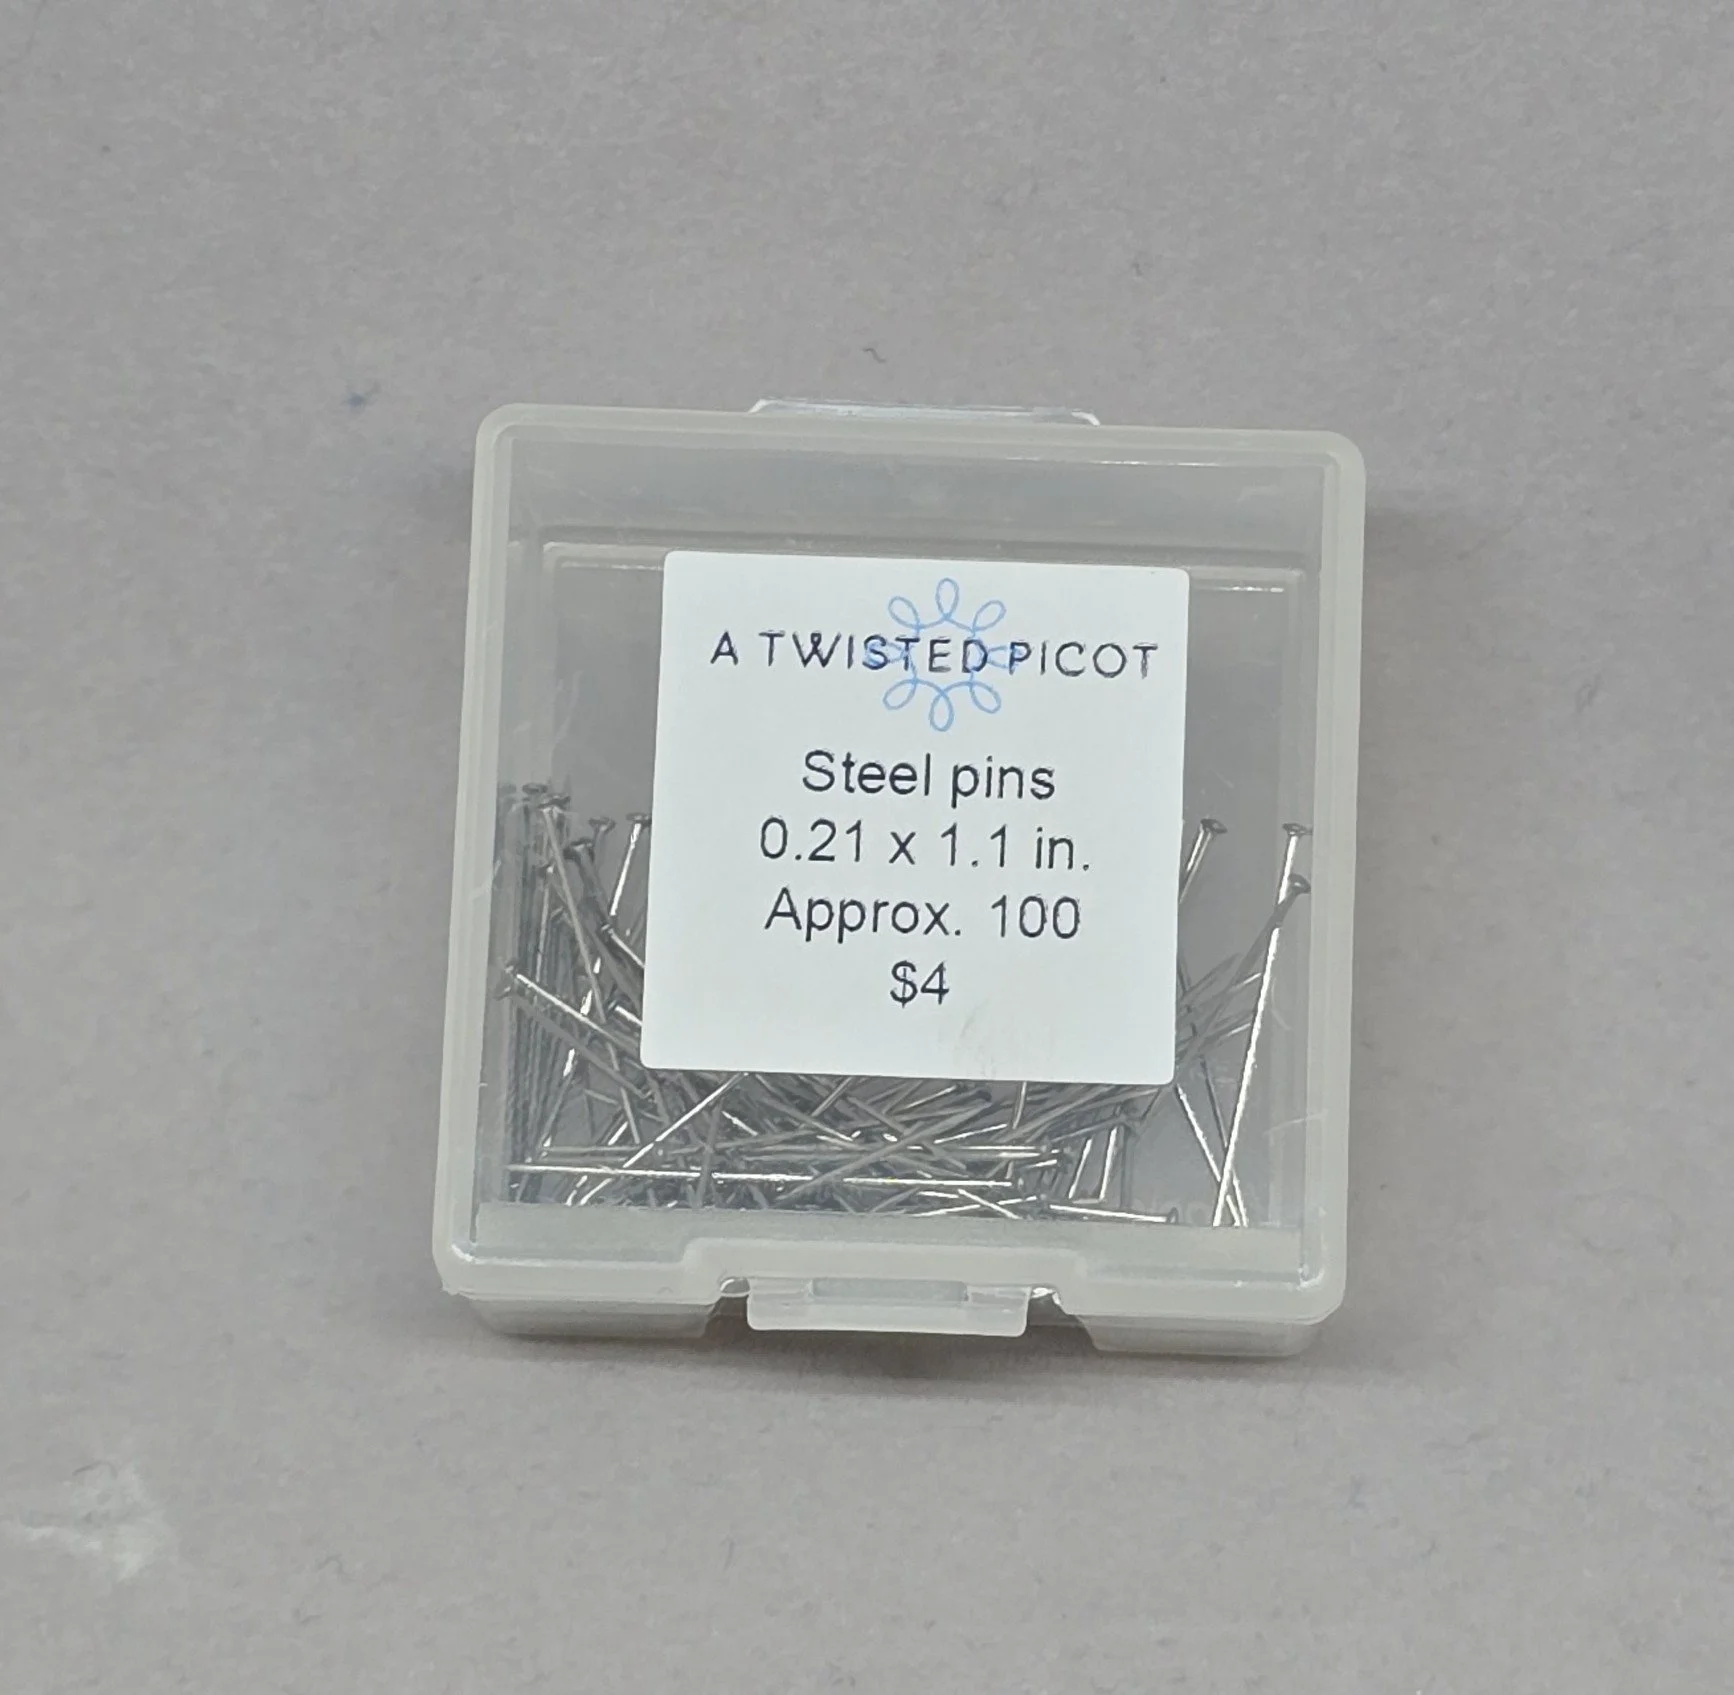 A TWISTED PICOT
Steel pins
0.21 x 1.1 in.
Approx. 100
$4